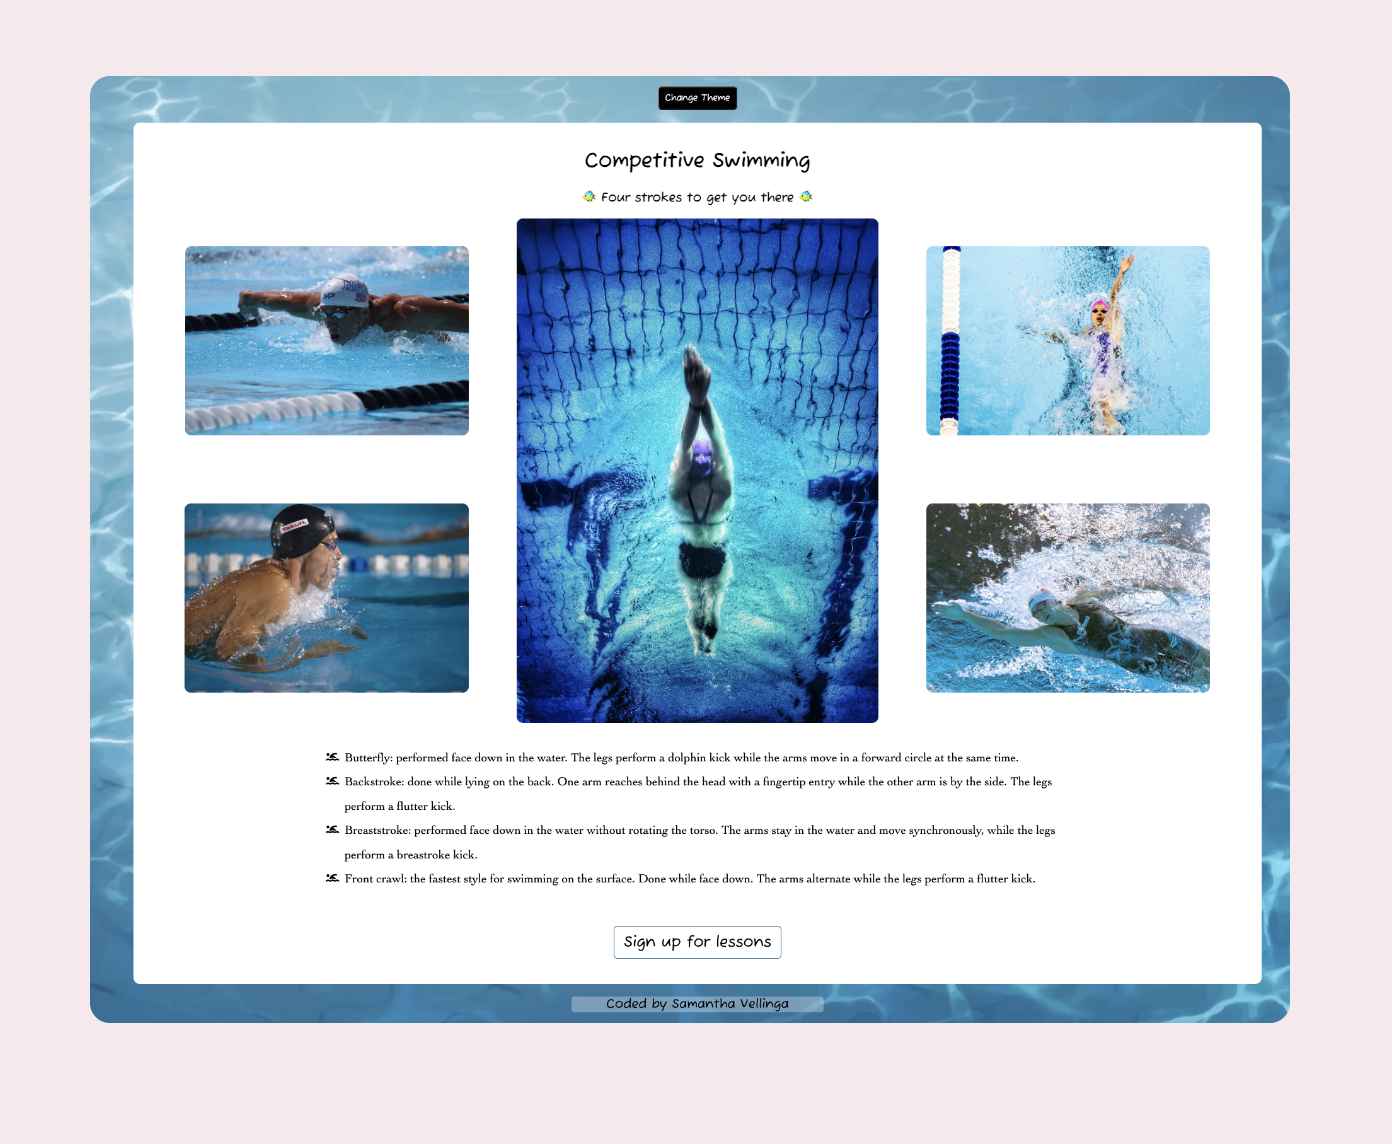 Change Theme
Competitive Swimming
Four strokes to get you there
MP
Butterfly: performed face down in the water. The legs perform a dolphin kick while the arms move in a forward circle at the same time.
Backstroke: done while lying on the back. One arm reaches behind the head with a fingertip entry while the other arm is by the side. The legs
perform a flutter kick.
Breaststroke: performed face down in the water without rotating the torso. The arms stay in the water and move synchronously, while the legs
perform a breastroke kick.
Front crawl: the fastest style for swimming on the surface. Done while face down. The arms alternate while the legs perform a flutter kick.
Sign up for lessons
Coded by Samantha Vellinga